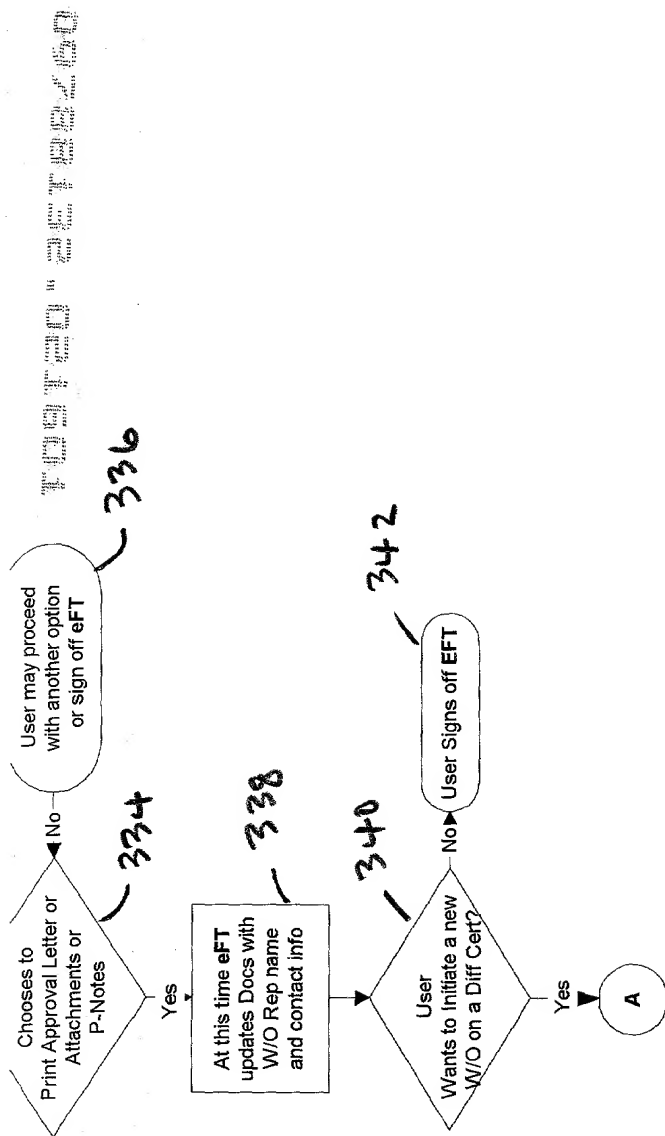 Chooses to
Print Approval Letter or
Attachments or
P-Notes
334
No
User may proceed
with another option
or sign off eFT
336
Yes
At this time eFT
updates Docs with
W/O Rep name
and contact info
338
User
Wants to Initiate a new
W/O on a Diff Cert?
340
No
User Signs off EFT
342
Yes
A